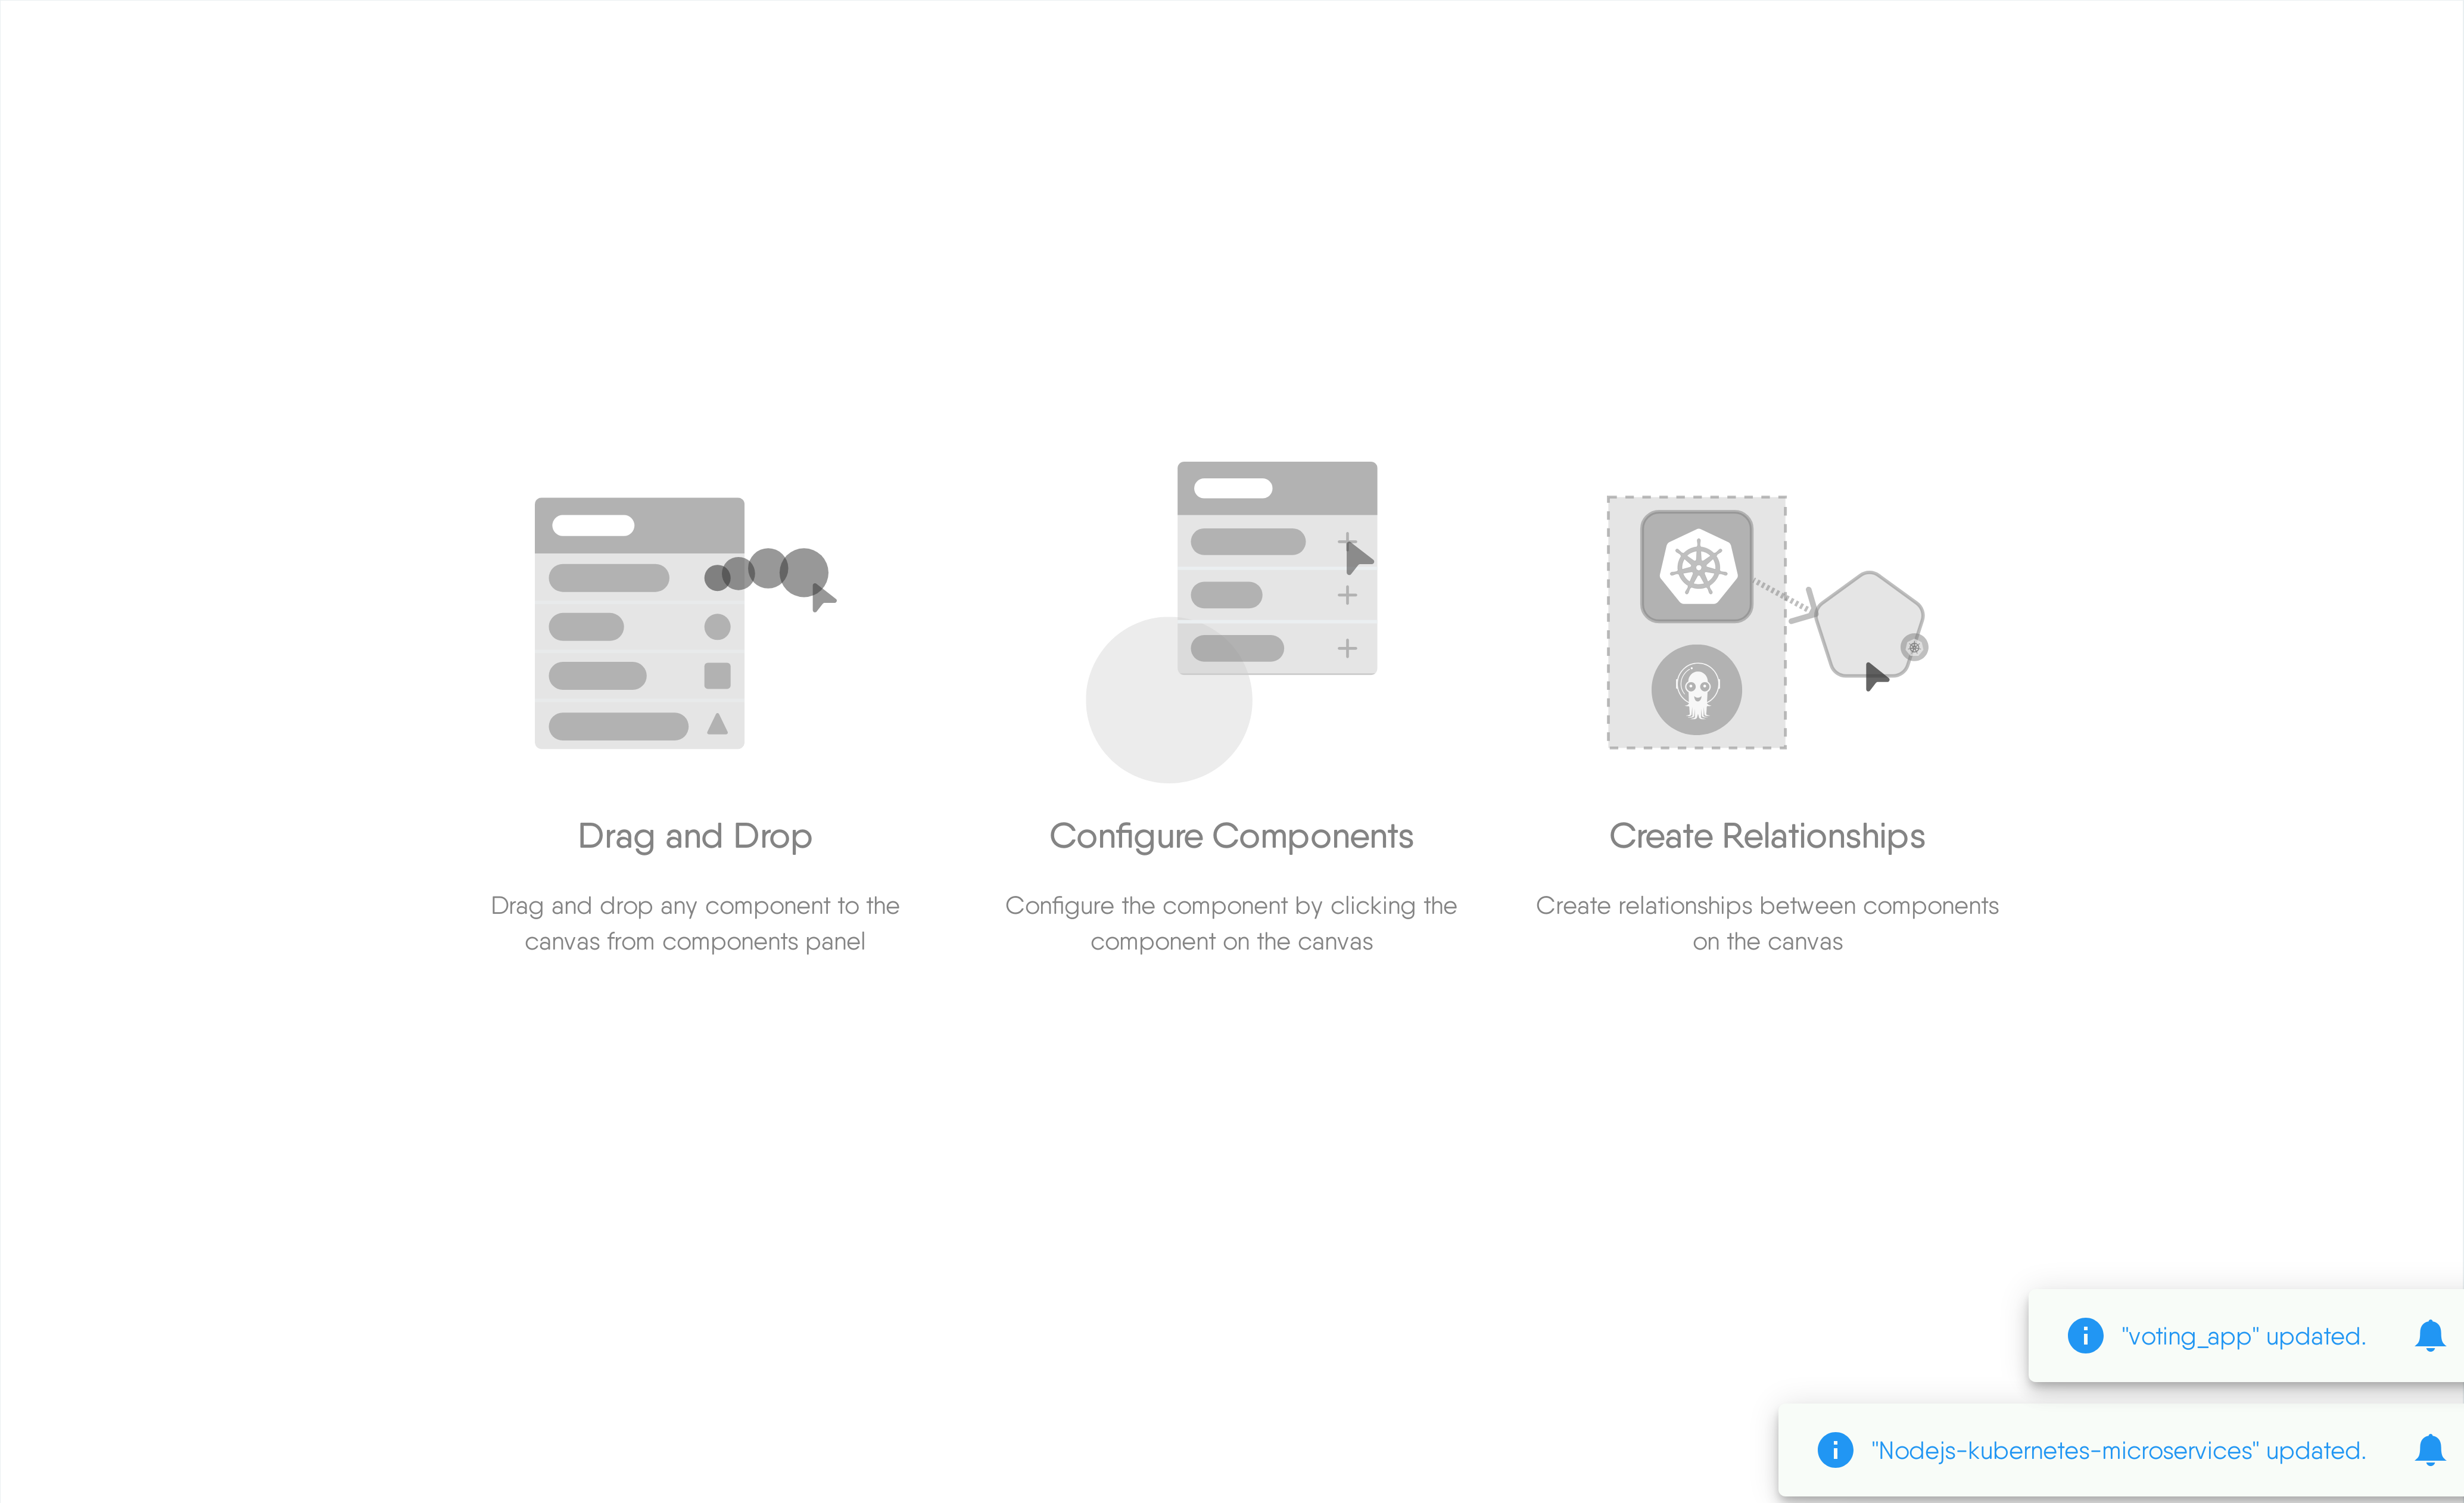 Drag and Drop
Drag and drop any component to the
canvas from components panel
Configure Components
Configure the component by clicking the
component on the canvas
Create Relationships
Create relationships between components
on the canvas
"voting_app" updated.
"Nodejs-kubernetes-microservices" updated.